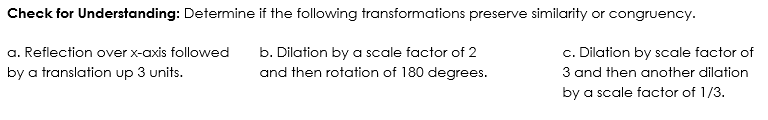 Check for Understanding: Determine if the following transformations preserve similarity or congruency.
a. Reflection over x-axis followed
by a translation up 3 units.
b. Dilation by a scale factor of 2
and then rotation of 180 degrees.
c. Dilation by scale factor of
3 and then another dilation
by a scale factor of 1/3.